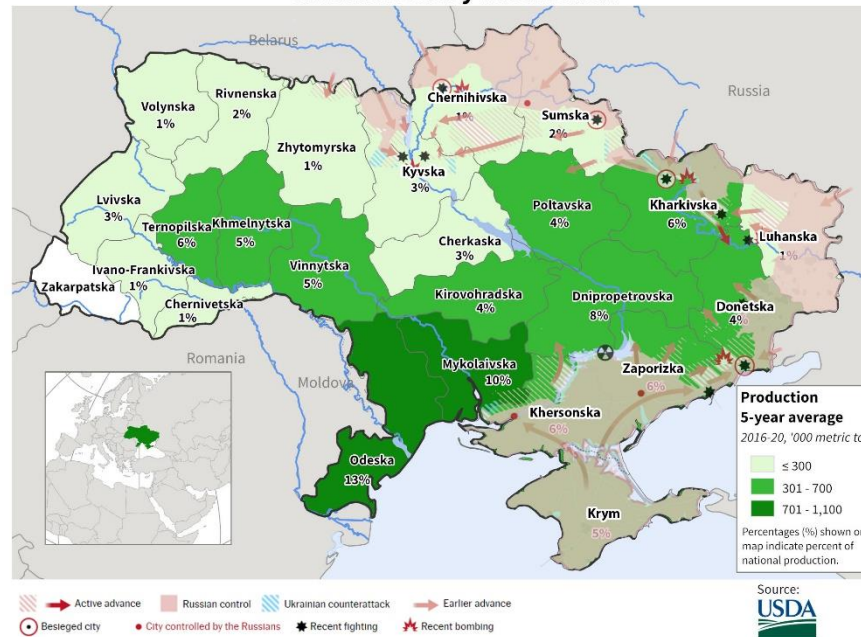 Belarus
Russia
Volynska
1%
Rivnenska
2%
Zhytomyrska
1%
Chernihivska
1%
Sumska
2%
Kyvska
3%
Lvivska
3%
Ternopilska
6%
Khmelnytska
5%
Vinnytska
5%
Cherkaska
3%
Poltavska
4%
Kharkivska
6%
Luhanska
1%
Zakarpatska
Ivano-Frankivska
1%
Chernivetska
1%
Kirovohradska
4%
Dnipropetrovska
8%
Donetska
4%
Romania
Moldova
Mykolaivska
10%
Zaporizka
6%
Khersonska
6%
Odeska
13%
Krym
5%
Production
5-year average
2016-20, '000 metric to
≤ 300
301 - 700
701 - 1,100
Percentages (%) shown on
map indicate percent of
national production.
Active advance
Russian control
Ukrainian counterattack
Earlier advance
Besieged city
City controlled by the Russians
Recent fighting
Recent bombing
Source:
USDA